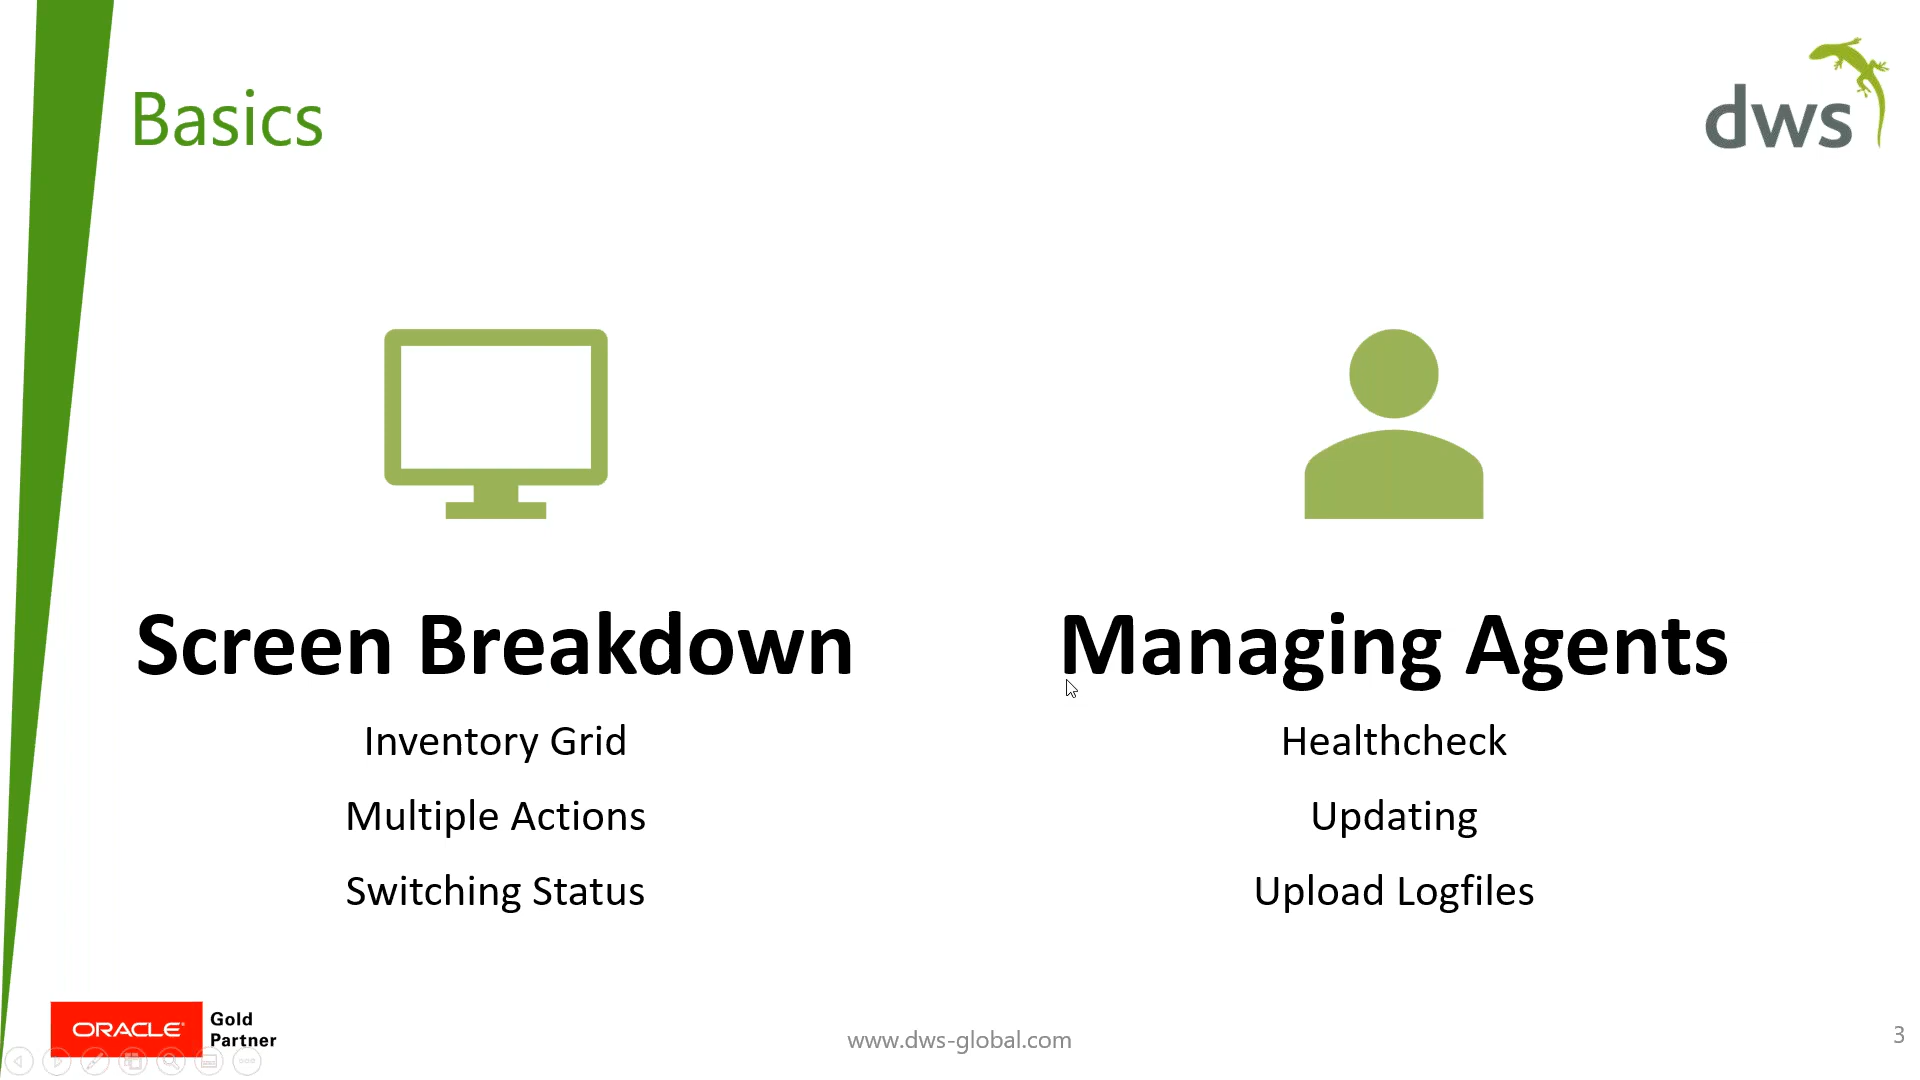 Basics
dws
Screen Breakdown
Inventory Grid
Multiple Actions
Switching Status
Managing Agents
Healthcheck
Updating
Upload Logfiles
ORACLE
Gold
Partner
www.dws-global.com
3